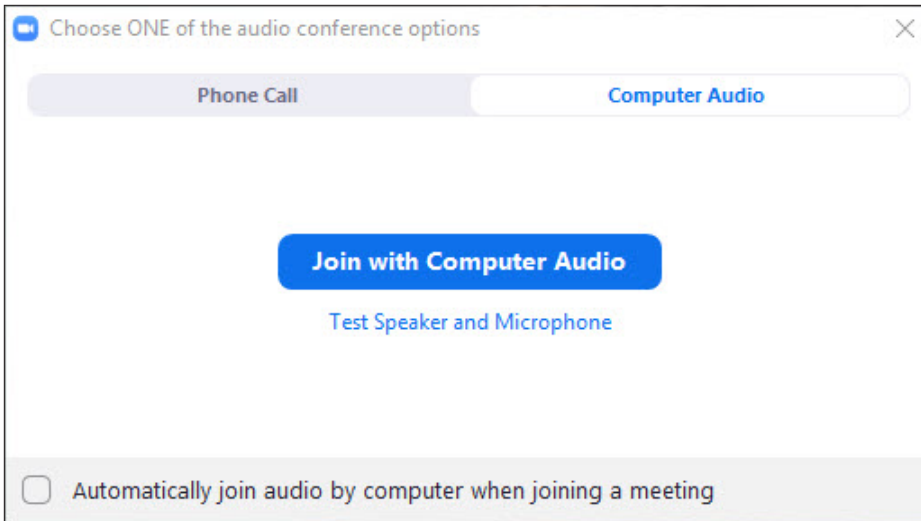 Choose ONE of the audio conference options
Phone Call
Computer Audio
Join with Computer Audio
Test Speaker and Microphone
Automatically join audio by computer when joining a meeting